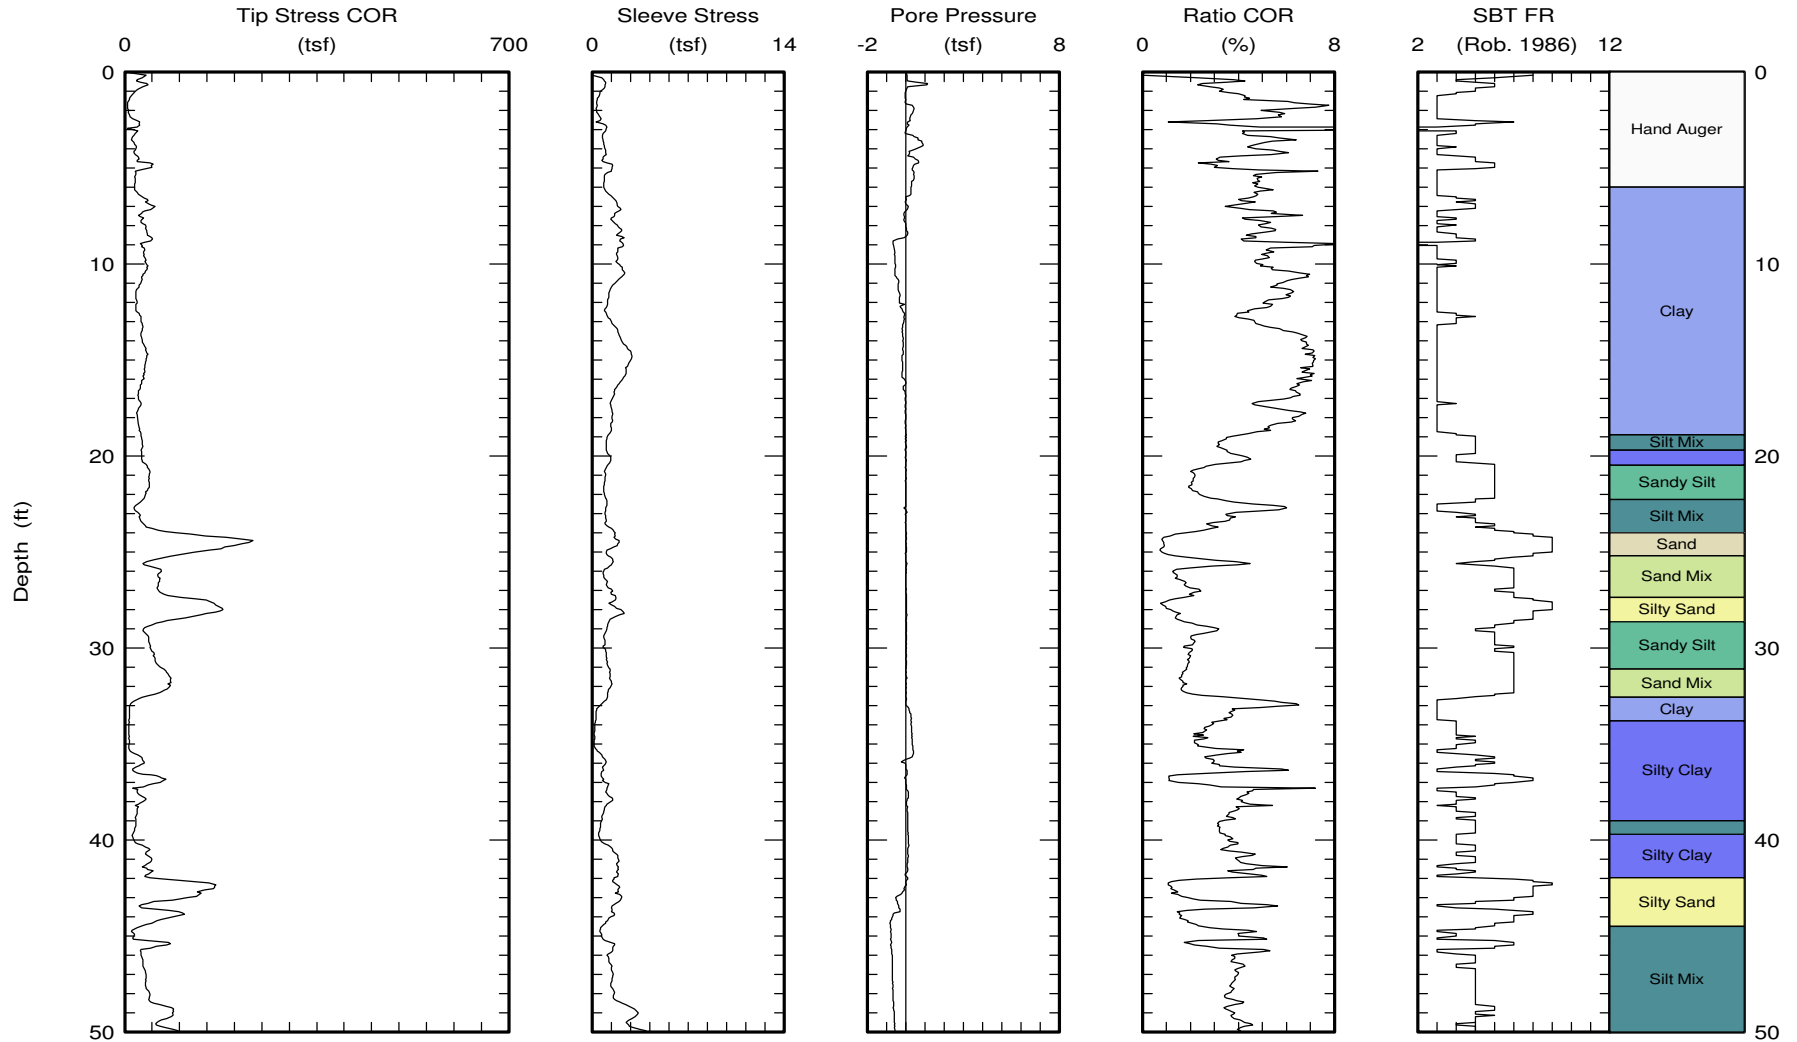 Tip Stress COR Sleeve Stress Pore Pressure Ratio COR SBT FR
0 (tsf) 700 0 (tsf) 14 -2 (tsf) 8 0 (%) 8 2 (Rob. 1986) 12
0 0
Hand Auger
10 10
Clay
Silt Mix
20 20
Sandy Silt
Silt Mix
Sand
Depth (ft)
Sand Mix
Silty Sand
Sandy Silt
30 30
Sand Mix
Clay
Silty Clay
40 40
Silty Clay
Silty Sand
Silt Mix
50 50